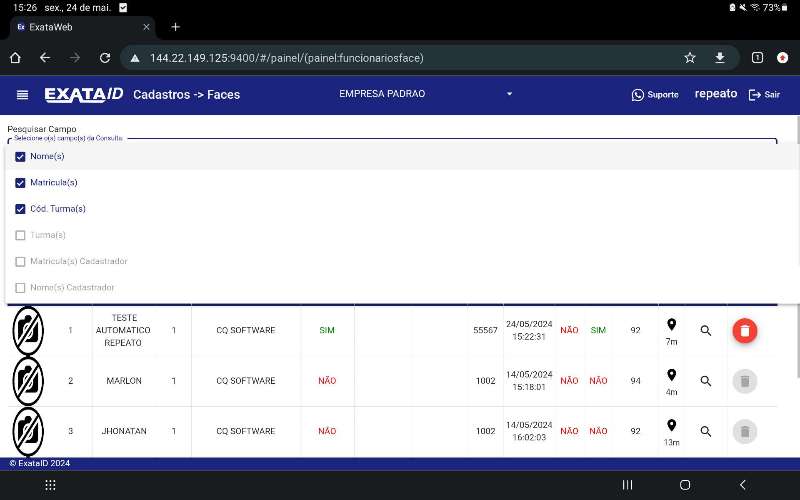 15:26 sex., 24 de mai. 73%
Ex ExataWeb
144.22.149.125:9400/#/painel/(painel:funcionariosface) 1
EXATAID Cadastros -> Faces EMPRESA PADRAO Suporte repeato Sair
Pesquisar Campo
Selecione o(s) campo(s) da Consulta
Nome(s)
Matricula(s)
Cód. Turma(s)
Turma(s)
Matricula(s) Cadastrador
Nome(s) Cadastrador
1 TESTE AUTOMATICO REPEATO 1 CQ SOFTWARE SIM 55567 24/05/2024 15:22:31 NÃO SIM 92 7m
2 MARLON 1 CQ SOFTWARE NÃO 1002 14/05/2024 15:18:01 NÃO NÃO 94 4m
3 JHONATAN 1 CQ SOFTWARE NÃO 1002 14/05/2024 16:02:03 NÃO NÃO 92 13m
© ExataID 2024